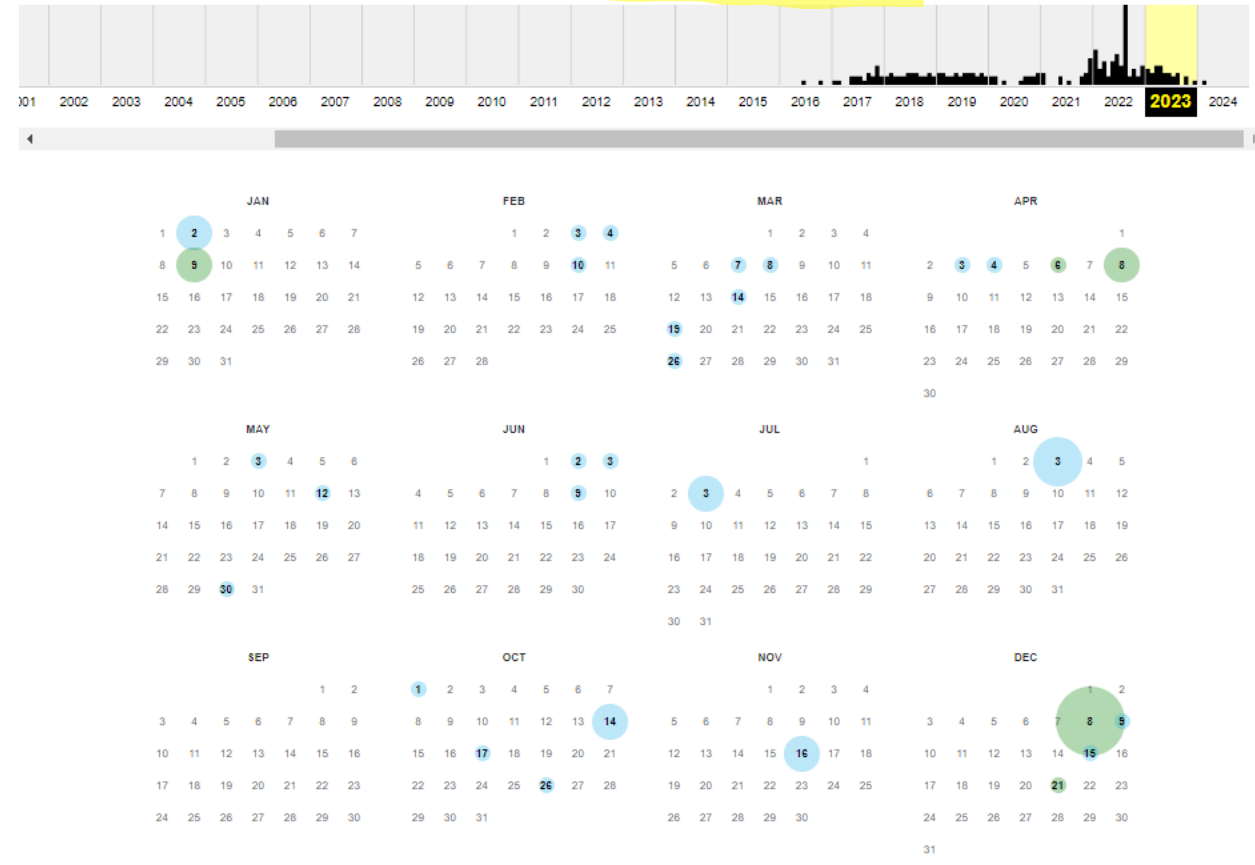 2002 2003 2004 2005 2006 2007 2008 2009 2010 2011 2012 2013 2014 2015 2016 2017 2018 2019 2020 2021 2022 2023 2024
JAN FEB MAR APR
1 2 3 4 5 6 7 1 2 3 4 1 2 3 4 1
8 9 10 11 12 13 14 5 6 7 8 9 10 11 5 6 7 8 9 10 11 2 3 4 5 6 7 8
15 16 17 18 19 20 21 12 13 14 15 16 17 18 12 13 14 15 16 17 18 9 10 11 12 13 14 15
22 23 24 25 26 27 28 19 20 21 22 23 24 25 19 20 21 22 23 24 25 16 17 18 19 20 21 22
29 30 31 26 27 28 26 27 28 29 30 31 23 24 25 26 27 28 29
30
MAY JUN JUL AUG
1 2 3 4 5 6 1 2 3 1 1 2 3 4 5
7 8 9 10 11 12 13 4 5 6 7 8 9 10 2 3 4 5 6 7 8 6 7 8 9 10 11 12
14 15 16 17 18 19 20 11 12 13 14 15 16 17 9 10 11 12 13 14 15 13 14 15 16 17 18 19
21 22 23 24 25 26 27 18 19 20 21 22 23 24 16 17 18 19 20 21 22 20 21 22 23 24 25 26
28 29 30 31 25 26 27 28 29 30 23 24 25 26 27 28 29 27 28 29 30 31
30 31
SEP OCT NOV DEC
1 2 1 2 3 4 5 6 7 1 2 3 4 1 2
3 4 5 6 7 8 9 8 9 10 11 12 13 14 5 6 7 8 9 10 11 3 4 5 6 7 8 9
10 11 12 13 14 15 16 15 16 17 18 19 20 21 12 13 14 15 16 17 18 10 11 12 13 14 15 16
17 18 19 20 21 22 23 22 23 24 25 26 27 28 19 20 21 22 23 24 25 17 18 19 20 21 22 23
24 25 26 27 28 29 30 29 30 31 26 27 28 29 30 24 25 26 27 28 29 30
31